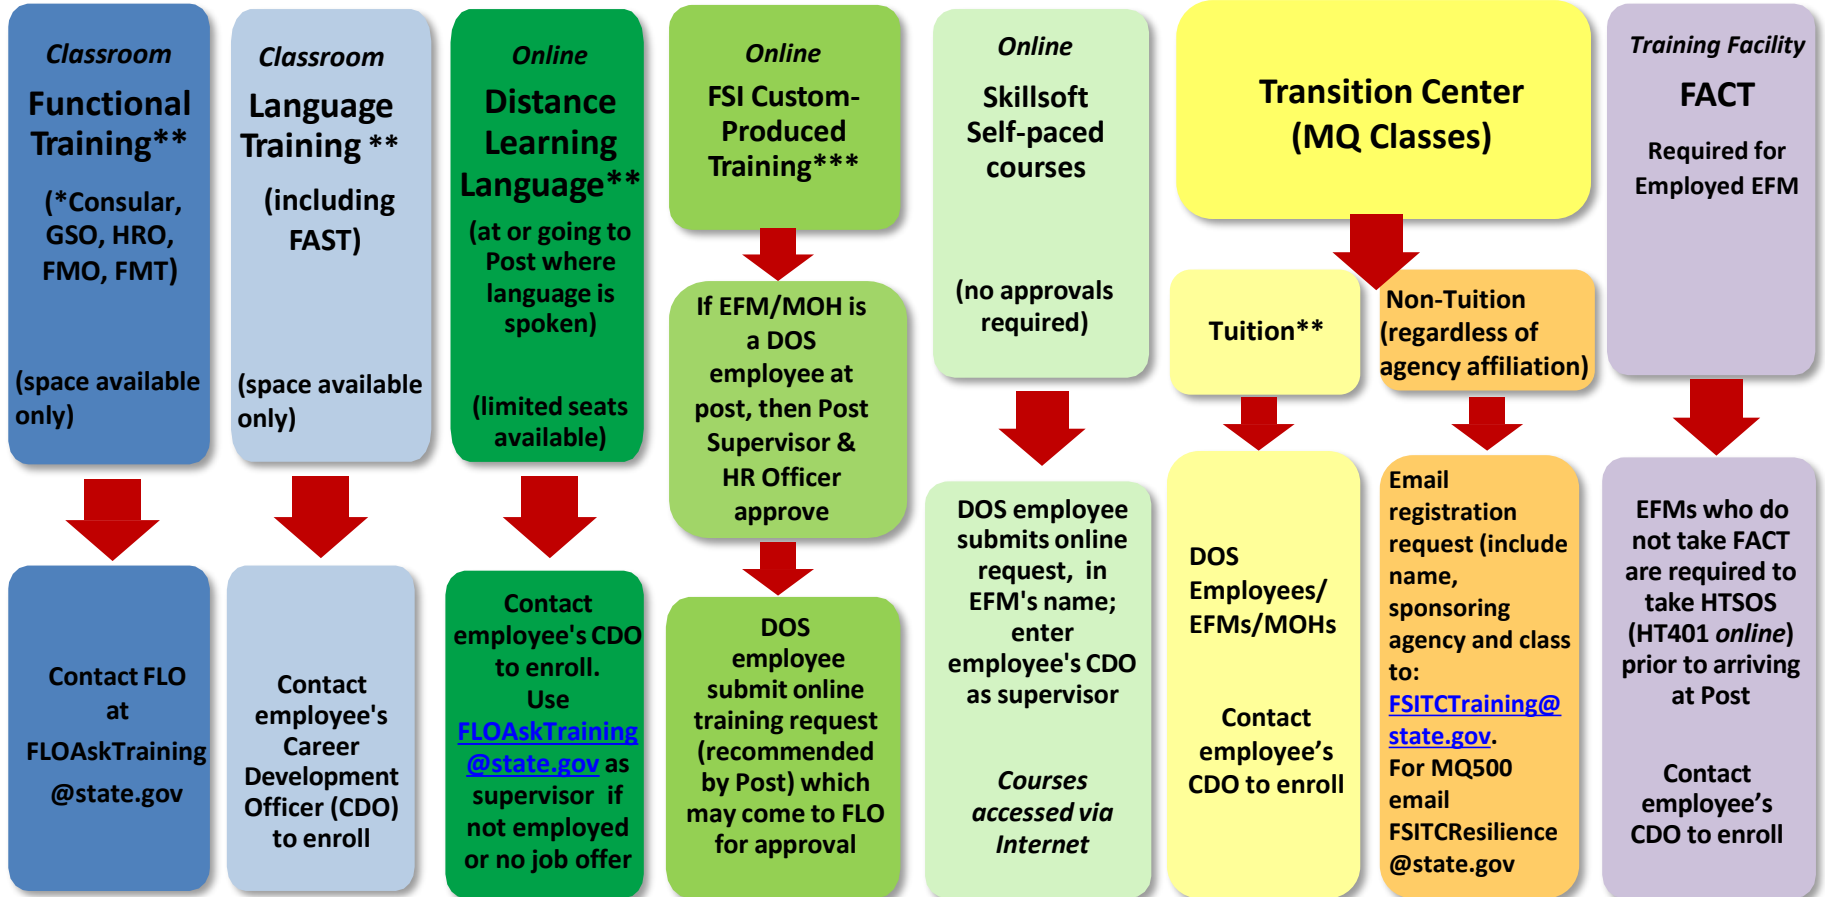 Classroom
Functional
Training**
(*Consular,
GSO, HRO,
FMO, FMT)
(space available
only)
Contact FLO
at
FLOAskTraining
@state.gov
Classroom
Language
Training **
(including
FAST)
(space available
only)
Contact
employee's
Career
Development
Officer (CDO)
to enroll
Online
Distance
Learning
Language**
(at or going to
Post where
language is
spoken)
(limited seats
available)
Contact
employee's CDO
to enroll.
Use
FLOAskTraining
@state.gov as
supervisor if
not employed
or no job offer
Online
FSI Custom-
Produced
Training***
If EFM/MOH is
a DOS
employee at
post, then Post
Supervisor &
HR Officer
approve
DOS
employee
submit online
training request
(recommended
by Post) which
may come to FLO
for approval
Online
Skillsoft
Self-paced
courses
(no approvals
required)
DOS employee
submits online
request, in
EFM's name;
enter
employee's CDO
as supervisor
Courses
accessed via
Internet
Transition Center
(MQ Classes)
Tuition**
DOS
Employees/
EFMs/MOHs
Contact
employee’s
CDO to enroll
Non-Tuition
(regardless of
agency affiliation)
Email
registration
request (include
name,
sponsoring
agency and class
to:
FSITCTraining@
state.gov.
For MQ500
email
FSITCResilience
@state.gov
Training Facility
FACT
Required for
Employed EFM
EFMs who do
not take FACT
are required to
take HTSOS
(HT401 online)
prior to arriving
at Post
Contact
employee’s
CDO to enroll